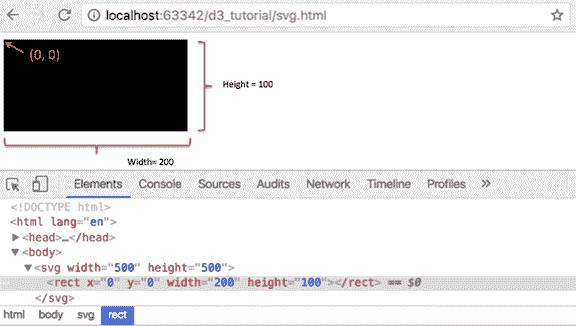 localhost:63342/d3_tutorial/svg.html
(0, 0)
Height = 100
Width= 200
Elements Console Sources Audits Network Timeline Profiles »
<!DOCTYPE html>
<html lang="en">
▶<head>…</head>
▼<body>
▼<svg width="500" height="500">
<rect x="0" y="0" width="200" height="100"></rect> == $0
</svg>
html body svg rect